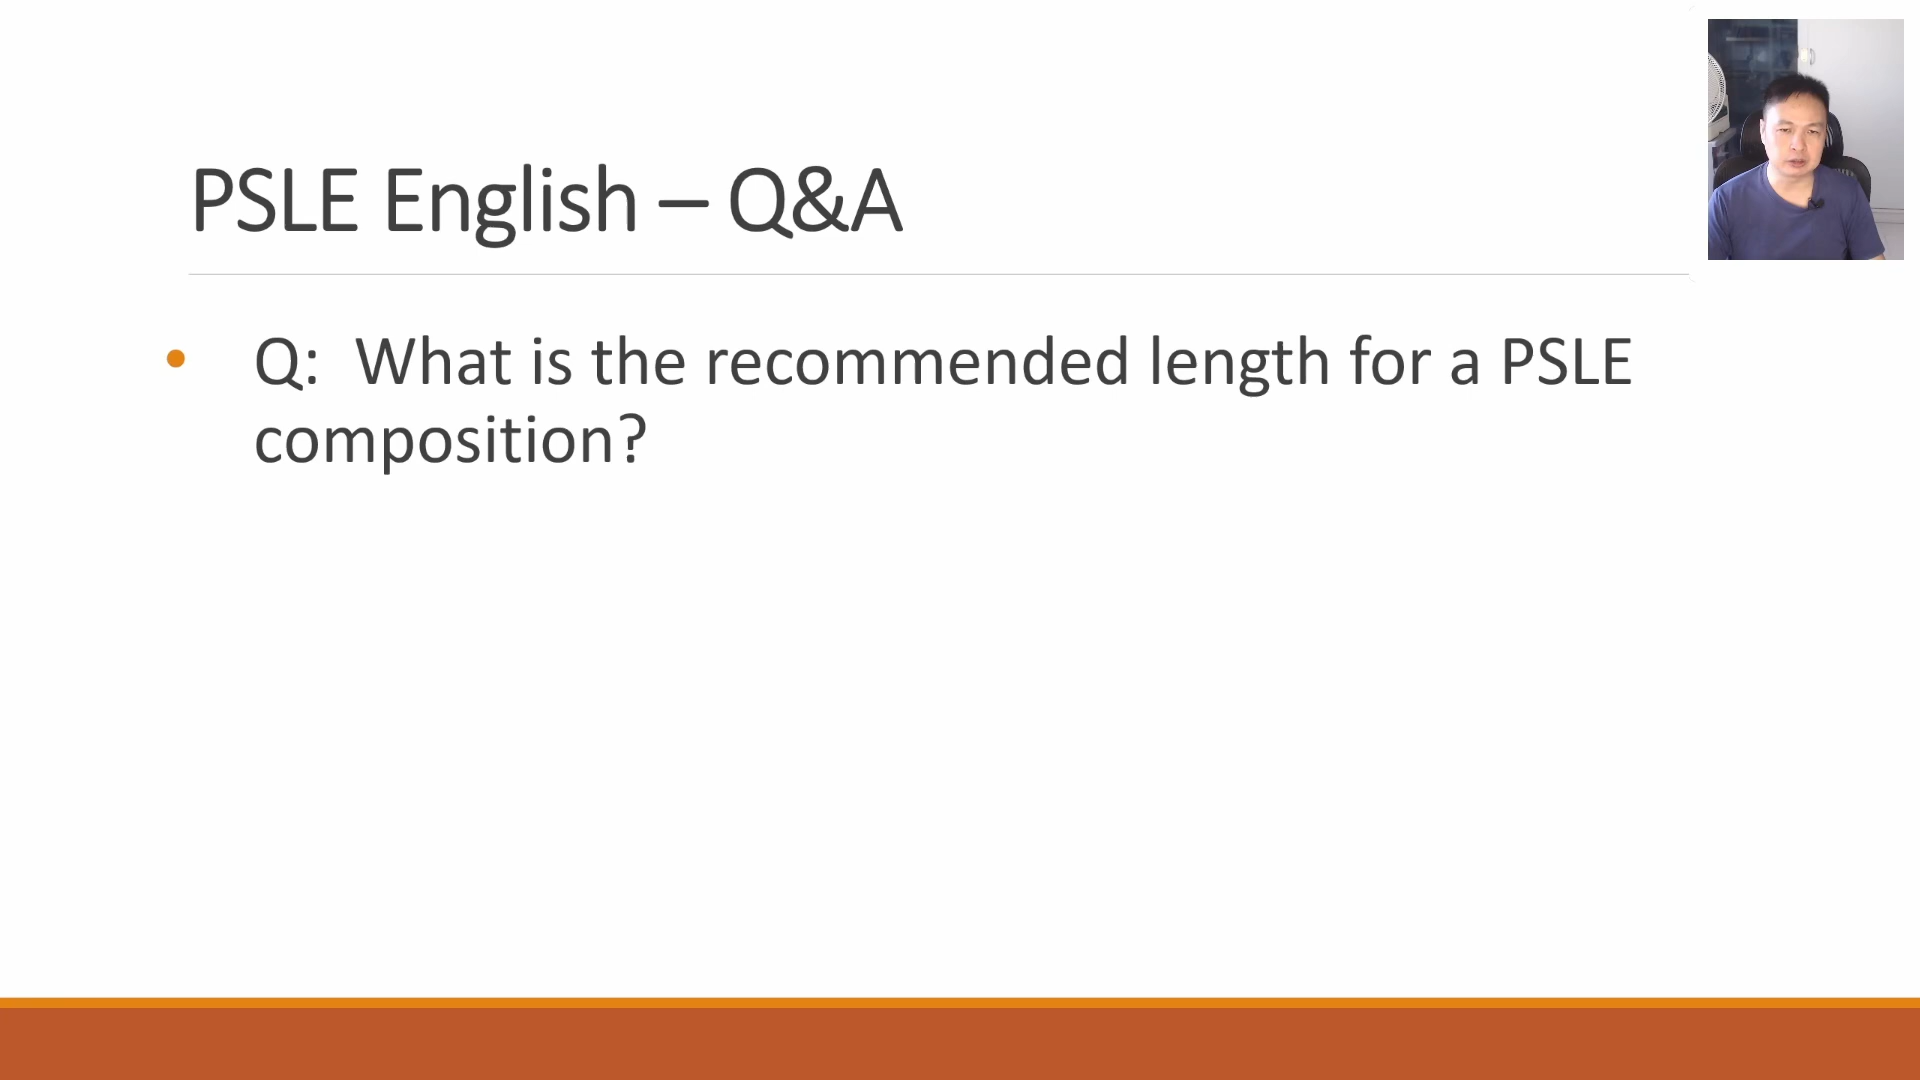 PSLE English – Q&A
• Q: What is the recommended length for a PSLE
composition?